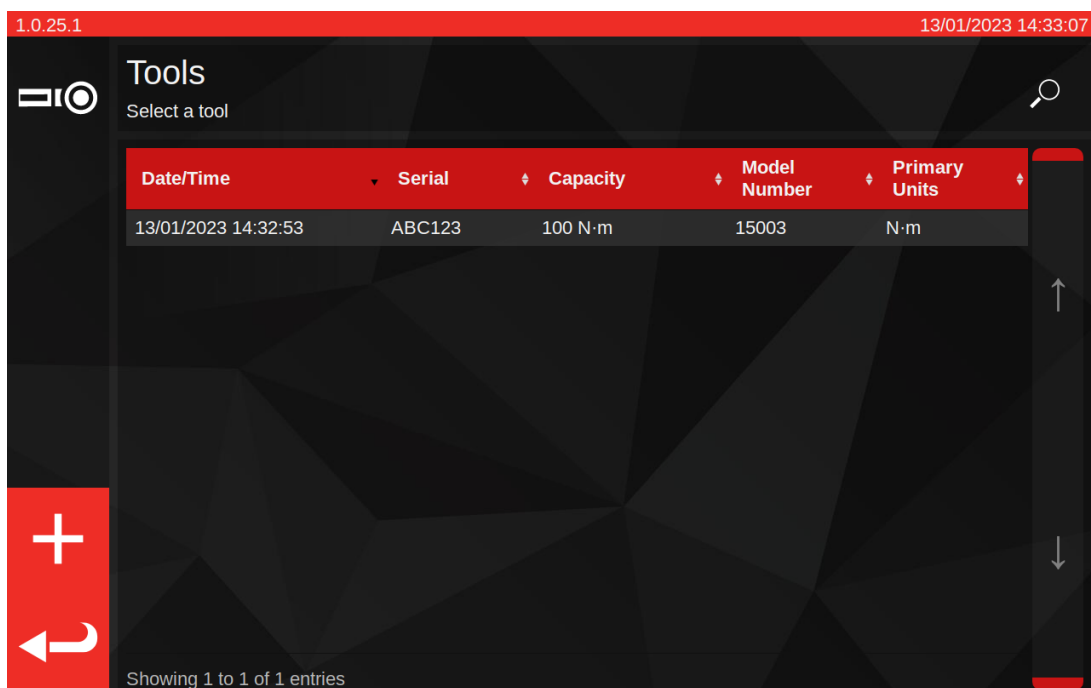 1.0.25.1 13/01/2023 14:33:07
Tools
Select a tool
Date/Time Serial Capacity Model Number Primary Units
13/01/2023 14:32:53 ABC123 100 N·m 15003 N·m
Showing 1 to 1 of 1 entries